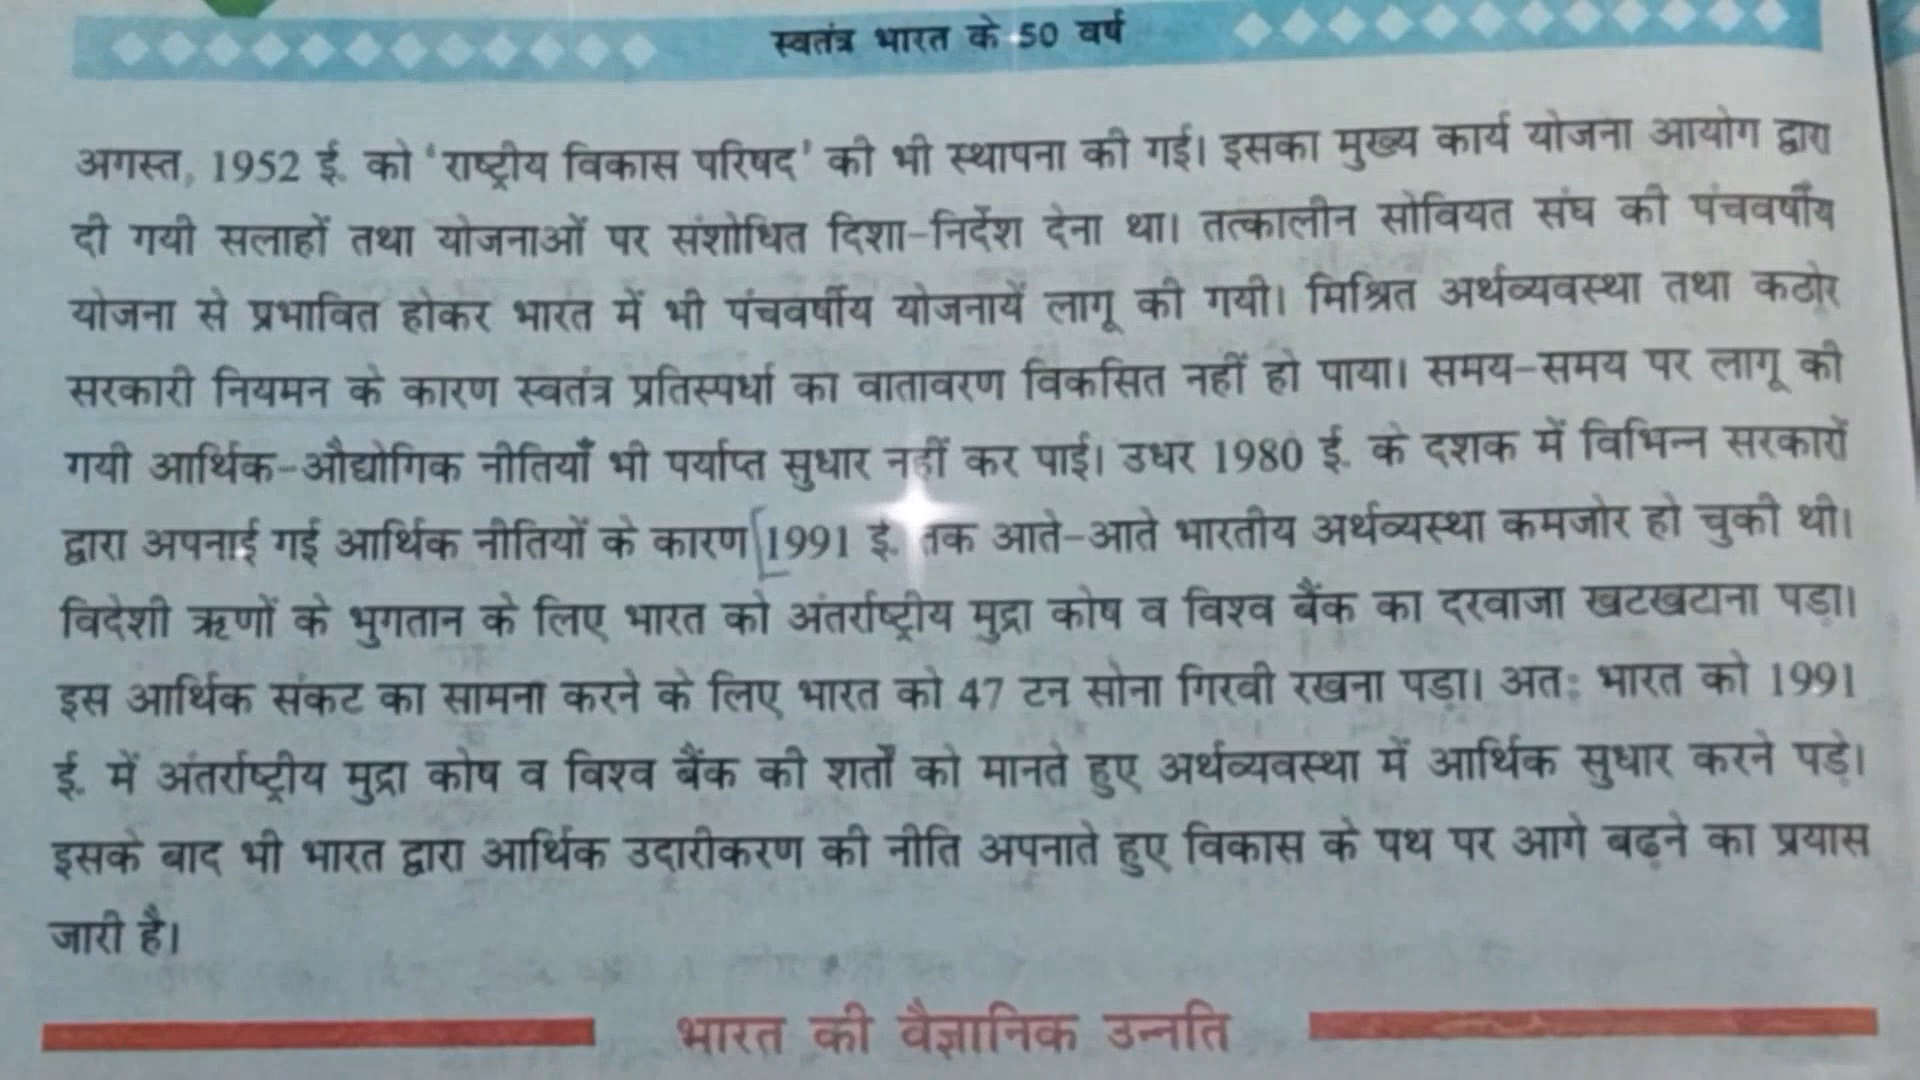 स्वतंत्र भारत के 50 वर्ष
अगस्त, 1952 ई. को 'राष्ट्रीय विकास परिषद' की भी स्थापना की गई। इसका मुख्य कार्य योजना आयोग द्वारा
दी गयी सलाहों तथा योजनाओं पर संशोधित दिशा-निर्देश देना था। तत्कालीन सोवियत संघ की पंचवर्षीय
योजना से प्रभावित होकर भारत में भी पंचवर्षीय योजनायें लागू की गयी। मिश्रित अर्थव्यवस्था तथा कठोर
सरकारी नियमन के कारण स्वतंत्र प्रतिस्पर्धा का वातावरण विकसित नहीं हो पाया। समय-समय पर लागू की
गयी आर्थिक-औद्योगिक नीतियाँ भी पर्याप्त सुधार नहीं कर पाई। उधर 1980 ई. के दशक में विभिन्न सरकारों
द्वारा अपनाई गई आर्थिक नीतियों के कारण 1991 ई. तक आते-आते भारतीय अर्थव्यस्था कमजोर हो चुकी थी।
विदेशी ऋणों के भुगतान के लिए भारत को अंतर्राष्ट्रीय मुद्रा कोष व विश्व बैंक का दरवाजा खटखटाना पड़ा।
इस आर्थिक संकट का सामना करने के लिए भारत को 47 टन सोना गिरवी रखना पड़ा। अतः भारत को 1991
ई. में अंतर्राष्ट्रीय मुद्रा कोष व विश्व बैंक की शर्तों को मानते हुए अर्थव्यवस्था में आर्थिक सुधार करने पड़े।
इसके बाद भी भारत द्वारा आर्थिक उदारीकरण की नीति अपनाते हुए विकास के पथ पर आगे बढ़ने का प्रयास
जारी है।
भारत की वैज्ञानिक उन्नति